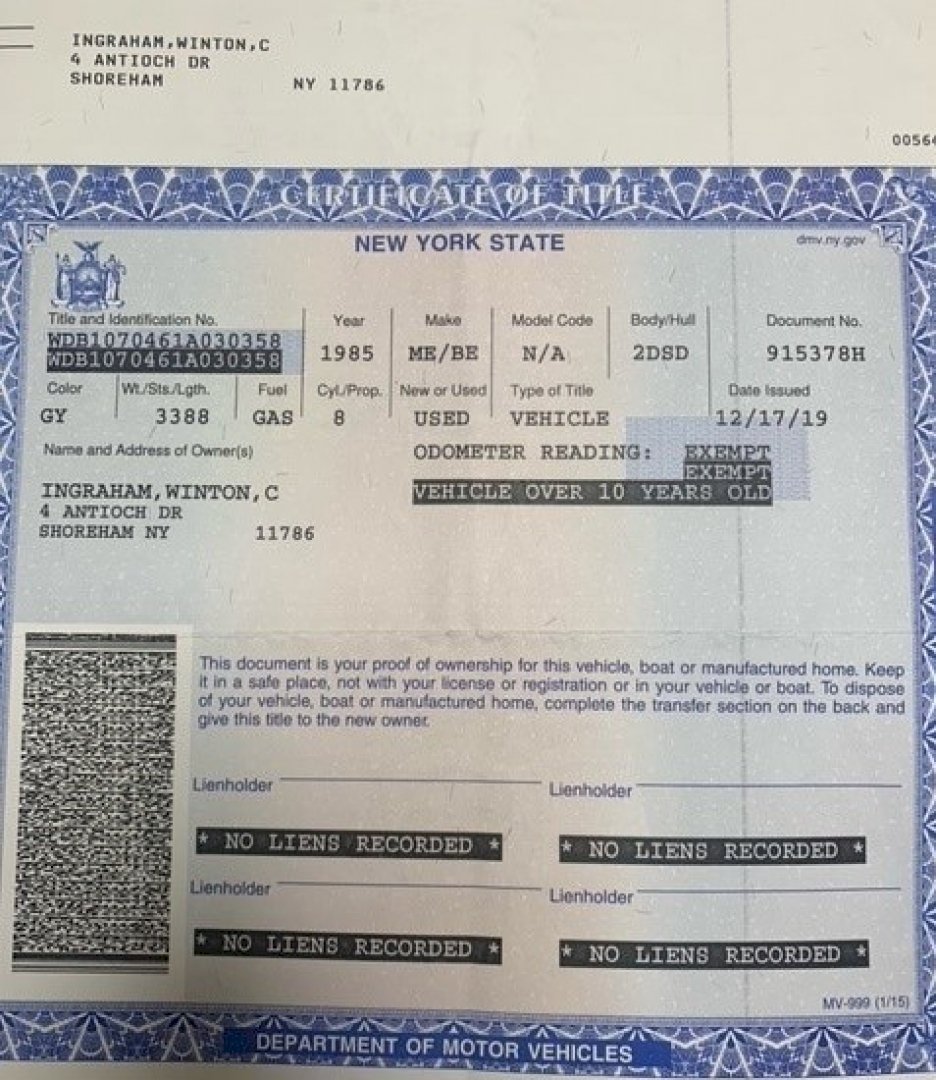 INGRAHAM,WINTON,C
4 ANTIOCH DR
SHOREHAM NY 11786
00564
CERTIFICATE OF TITLE
NEW YORK STATE
dmv.ny.gov
Title and Identification No. Year Make Model Code Body/Hull Document No.
WDB1070461A030358
WDB1070461A030358 1985 ME/BE N/A 2DSD 915378H
Color Wt./Sts./Lgth. Fuel Cyl./Prop. New or Used Type of Title Date Issued
GY 3388 GAS 8 USED VEHICLE 12/17/19
Name and Address of Owner(s) ODOMETER READING: EXEMPT
EXEMPT
INGRAHAM,WINTON,C VEHICLE OVER 10 YEARS OLD
4 ANTIOCH DR
SHOREHAM NY 11786
This document is your proof of ownership for this vehicle, boat or manufactured home. Keep
it in a safe place, not with your license or registration or in your vehicle or boat. To dispose
of your vehicle, boat or manufactured home, complete the transfer section on the back and
give this title to the new owner.
Lienholder Lienholder
* NO LIENS RECORDED * * NO LIENS RECORDED *
Lienholder Lienholder
* NO LIENS RECORDED * * NO LIENS RECORDED *
MV-999 (1/15)
DEPARTMENT OF MOTOR VEHICLES